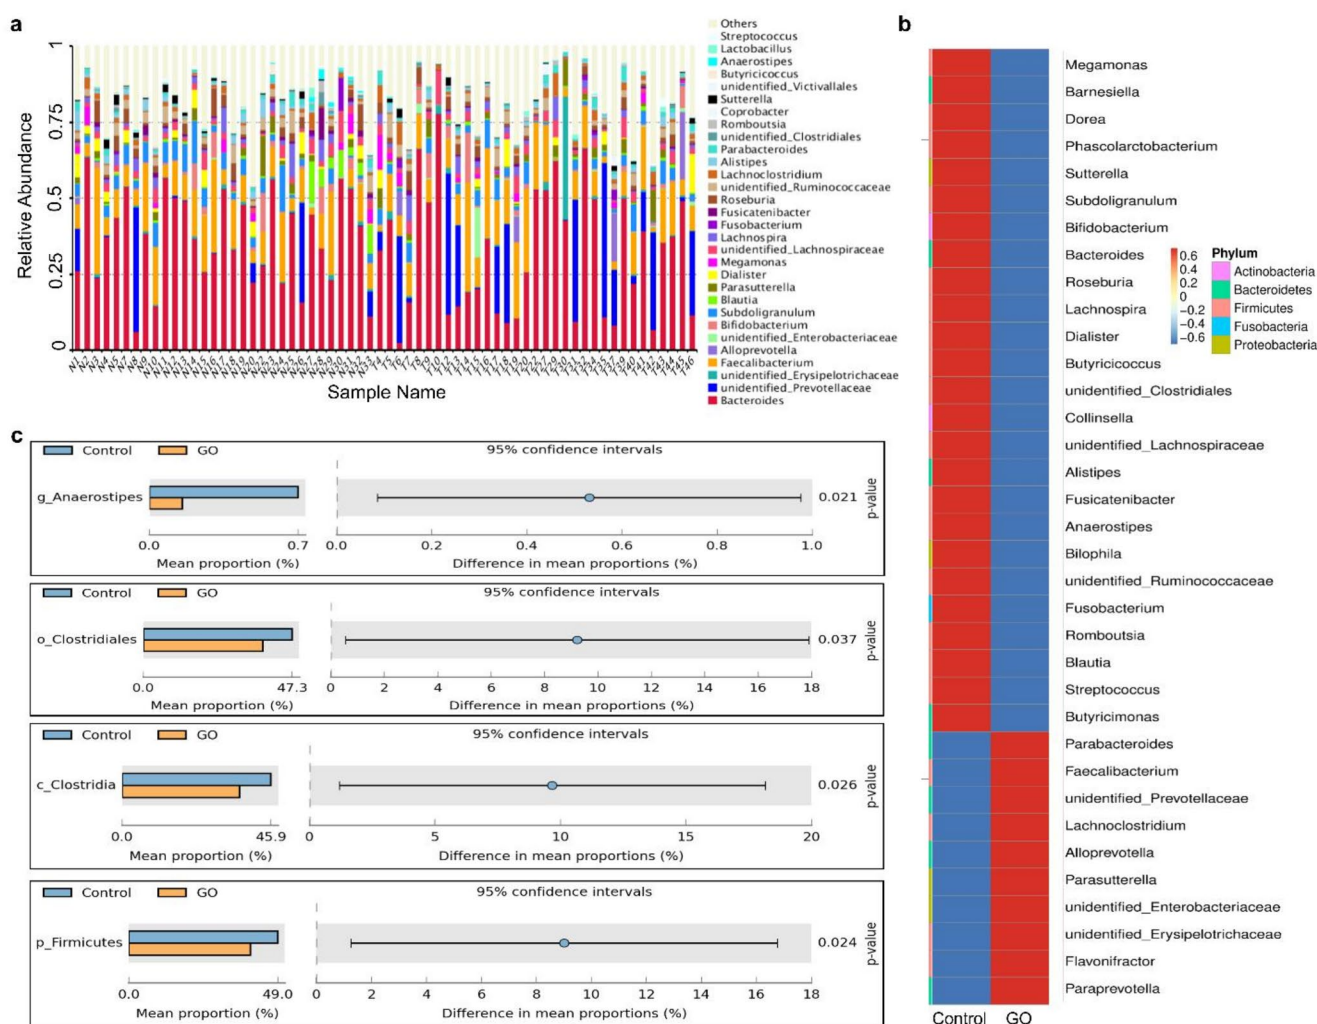 a
Relative Abundance
1
0.75
0.5
0.25
0
Sample Name
Others
Streptococcus
Lactobacillus
Anaerostipes
Butyricicoccus
unidentified_Victivallales
Sutterella
Coprobacter
Romboutsia
unidentified_Clostridiales
Parabacteroides
Alistipes
Lachnoclostridium
unidentified_Ruminococcaceae
Roseburia
Fusicatenibacter
Fusobacterium
Lachnospira
unidentified_Lachnospiraceae
Megamonas
Dialister
Parasutterella
Blautia
Subdoligranulum
Bifidobacterium
unidentified_Enterobacteriaceae
Alloprevotella
Faecalibacterium
unidentified_Erysipelotrichaceae
unidentified_Prevotellaceae
Bacteroides
b
Megamonas
Barnesiella
Dorea
Phascolarctobacterium
Sutterella
Subdoligranulum
Bifidobacterium
Bacteroides
Roseburia
Lachnospira
Dialister
Butyricicoccus
unidentified_Clostridiales
Collinsella
unidentified_Lachnospiraceae
Alistipes
Fusicatenibacter
Anaerostipes
Bilophila
unidentified_Ruminococcaceae
Fusobacterium
Romboutsia
Blautia
Streptococcus
Butyricimonas
Parabacteroides
Faecalibacterium
unidentified_Prevotellaceae
Lachnoclostridium
Alloprevotella
Parasutterella
unidentified_Enterobacteriaceae
unidentified_Erysipelotrichaceae
Flavonifractor
Paraprevotella
Control GO
0.6
0.4
0.2
0
−0.2
−0.4
−0.6
Phylum
Actinobacteria
Bacteroidetes
Firmicutes
Fusobacteria
Proteobacteria
c
Control GO 95% confidence intervals
g_Anaerostipes 0.021 p-value
0.0 0.7 0.0 0.2 0.4 0.6 0.8 1.0
Mean proportion (%) Difference in mean proportions (%)
Control GO 95% confidence intervals
o_Clostridiales 0.037 p-value
0.0 47.3 0 2 4 6 8 10 12 14 16 18
Mean proportion (%) Difference in mean proportions (%)
Control GO 95% confidence intervals
c_Clostridia 0.026 p-value
0.0 45.9 0 5 10 15 20
Mean proportion (%) Difference in mean proportions (%)
Control GO 95% confidence intervals
p_Firmicutes 0.024 p-value
0.0 49.0 0 2 4 6 8 10 12 14 16 18
Mean proportion (%) Difference in mean proportions (%)